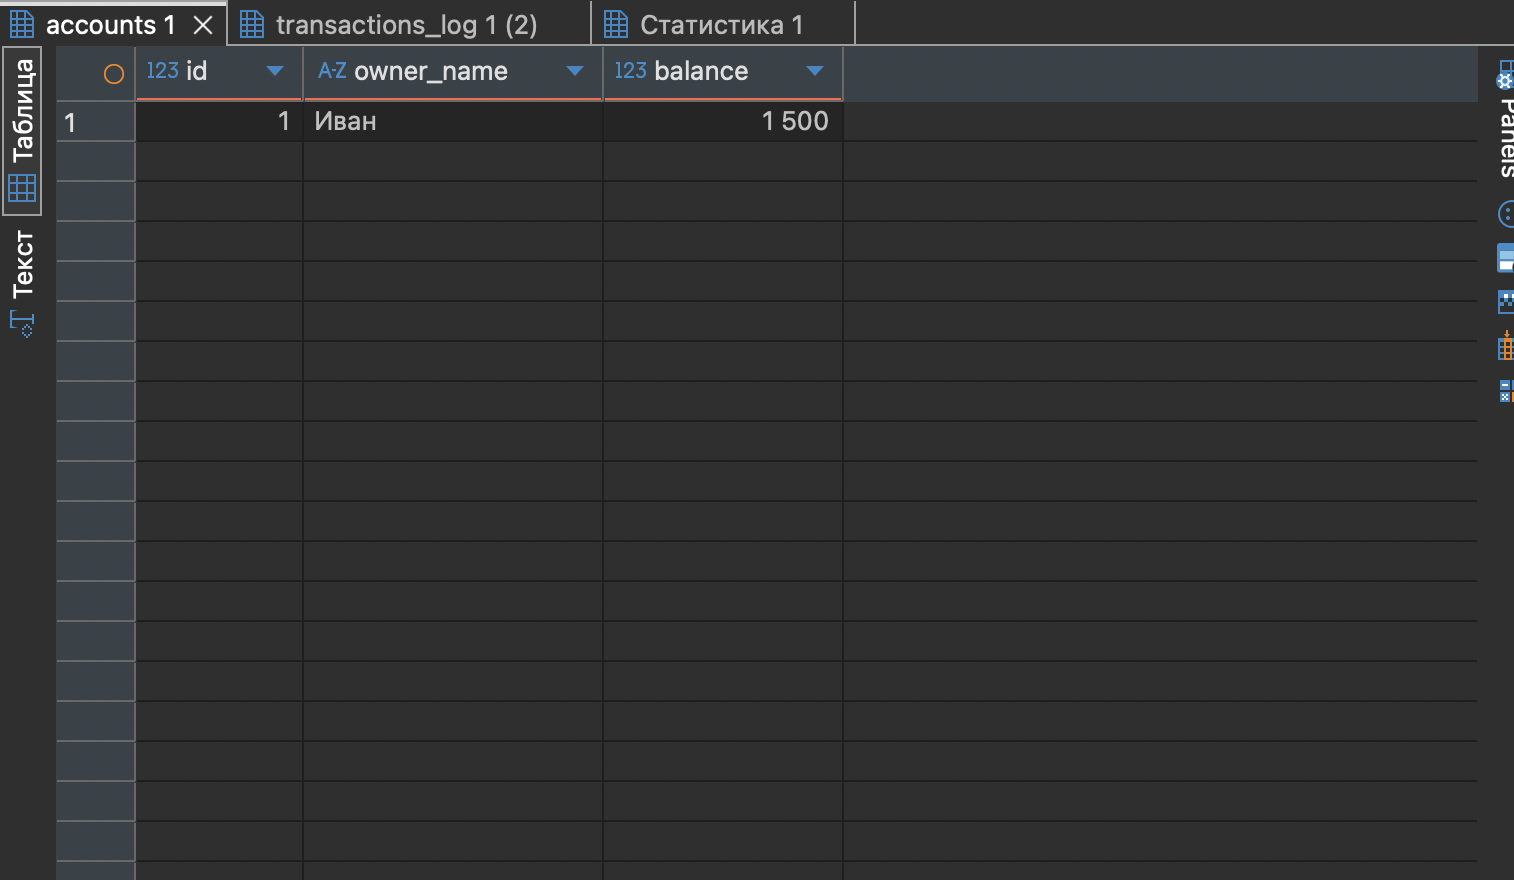 accounts 1
transactions_log 1 (2)
Статистика 1
Таблица
Текст
123 id
A-Z owner_name
123 balance
1 1 Иван 1 500
Panels